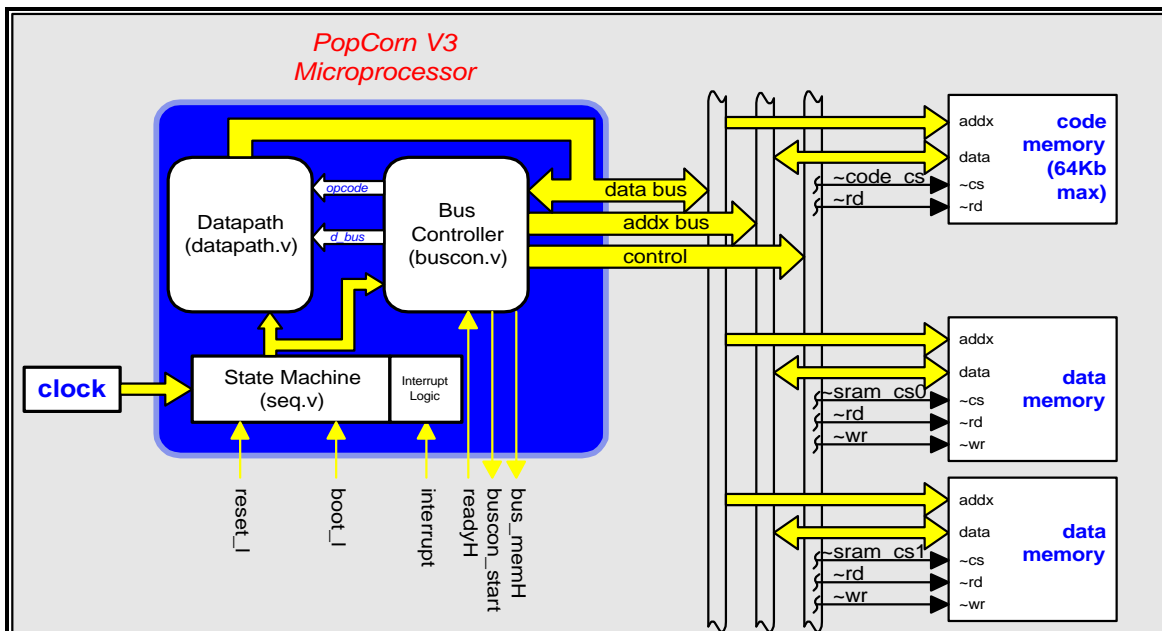 PopCorn V3
Microprocessor
Datapath
(datapath.v)
opcode
d_bus
Bus
Controller
(buscon.v)
data bus
addx bus
control
clock
State Machine
(seq.v)
Interrupt
Logic
reset_l
boot_l
interrupt
readyH
buscon_start
bus_memH
addx
data
~code_cs
~cs
~rd
~rd
code
memory
(64Kb
max)
addx
data
~sram_cs0
~cs
~rd
~rd
~wr
~wr
data
memory
addx
data
~sram_cs1
~cs
~rd
~rd
~wr
~wr
data
memory